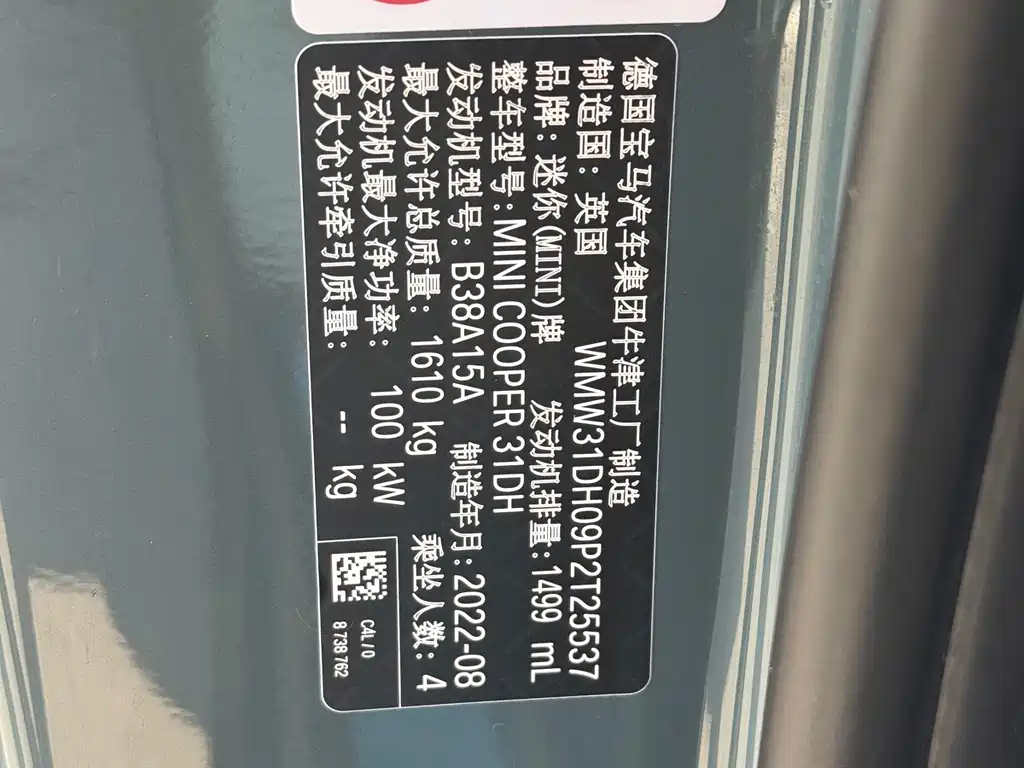 德国宝马汽车集团牛津工厂制造
制造国: 英国 WMW31DH09P2T25537
品牌: 迷你(MINI)牌 发动机排量:1499 mL
整车型号:MINI COOPER 31DH
发动机型号: B38A15A 制造年月:2022-08
最大允许总质量: 1610 kg 乘坐人数: 4
发动机最大净功率: 100 kW
最大允许牵引质量: -- kg
C4L / 0
8 738 762